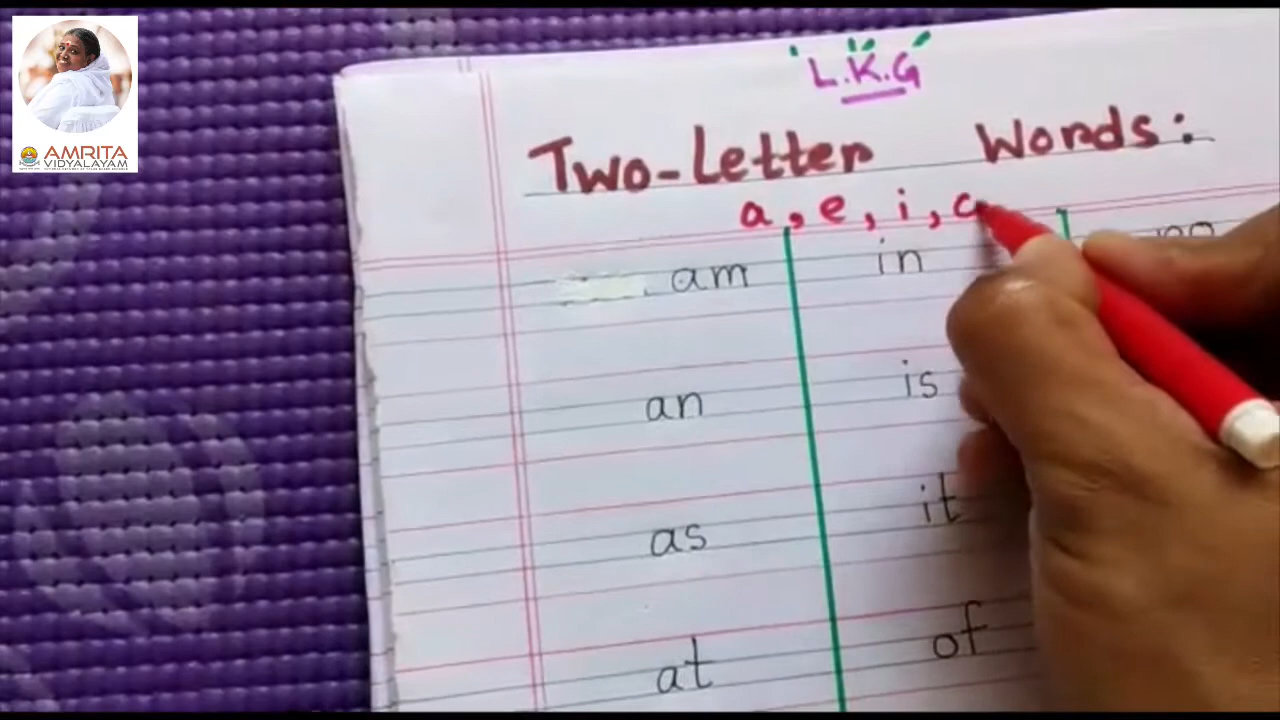 AMRITA
VIDYALAYAM
L.K.G
Two-Letter Words:
a, e, i,
am in
an is
as it
at of